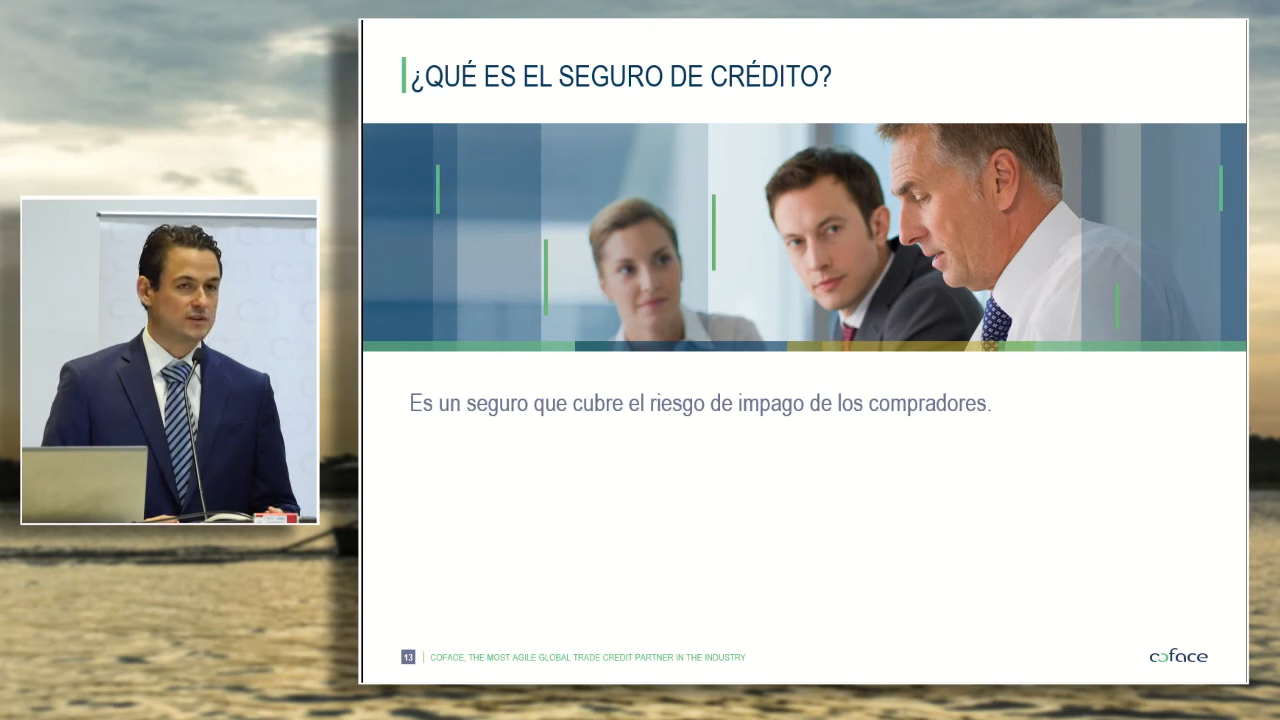 ¿QUÉ ES EL SEGURO DE CRÉDITO?
Es un seguro que cubre el riesgo de impago de los compradores.
13
COFACE, THE MOST AGILE GLOBAL TRADE CREDIT PARTNER IN THE INDUSTRY
coface